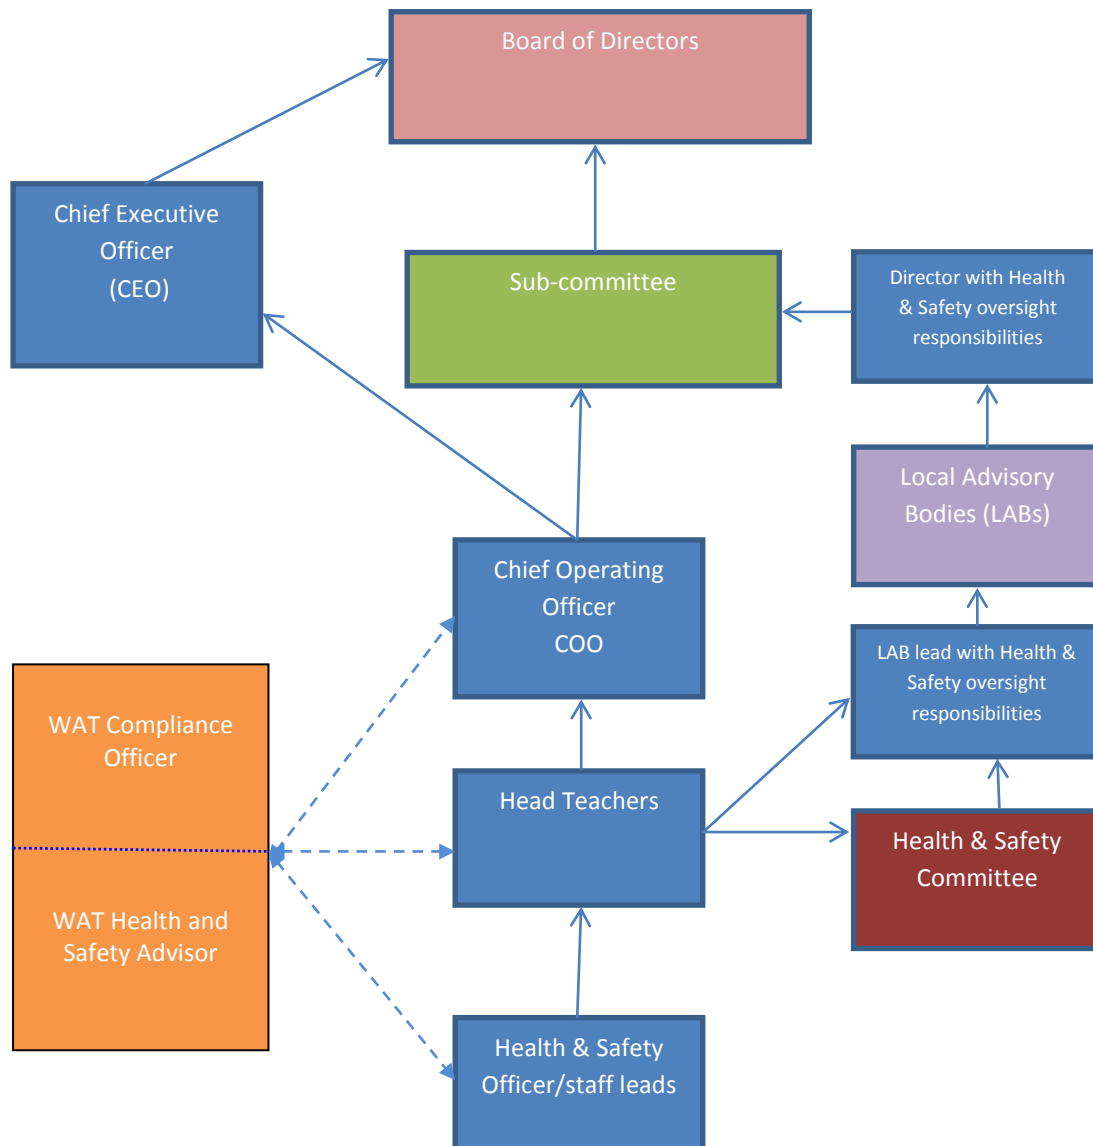 Board of Directors
Chief Executive
Officer
(CEO)
Sub-committee
Director with Health
& Safety oversight
responsibilities
Local Advisory
Bodies (LABs)
Chief Operating
Officer
COO
LAB lead with Health &
Safety oversight
responsibilities
WAT Compliance
Officer
Head Teachers
Health & Safety
Committee
WAT Health and
Safety Advisor
Health & Safety
Officer/staff leads